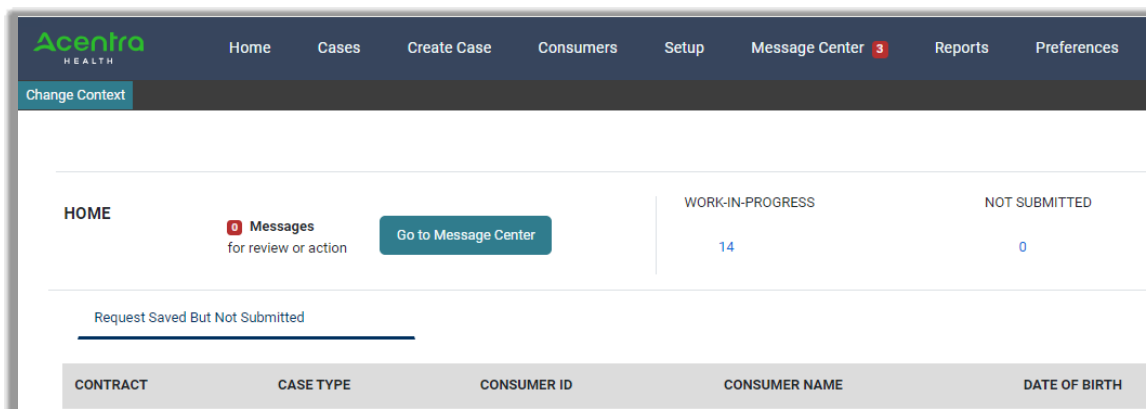 Acentra
HEALTH
Home Cases Create Case Consumers Setup Message Center 3 Reports Preferences
Change Context
HOME
0 Messages
for review or action
Go to Message Center
WORK-IN-PROGRESS
14
NOT SUBMITTED
0
Request Saved But Not Submitted
CONTRACT CASE TYPE CONSUMER ID CONSUMER NAME DATE OF BIRTH